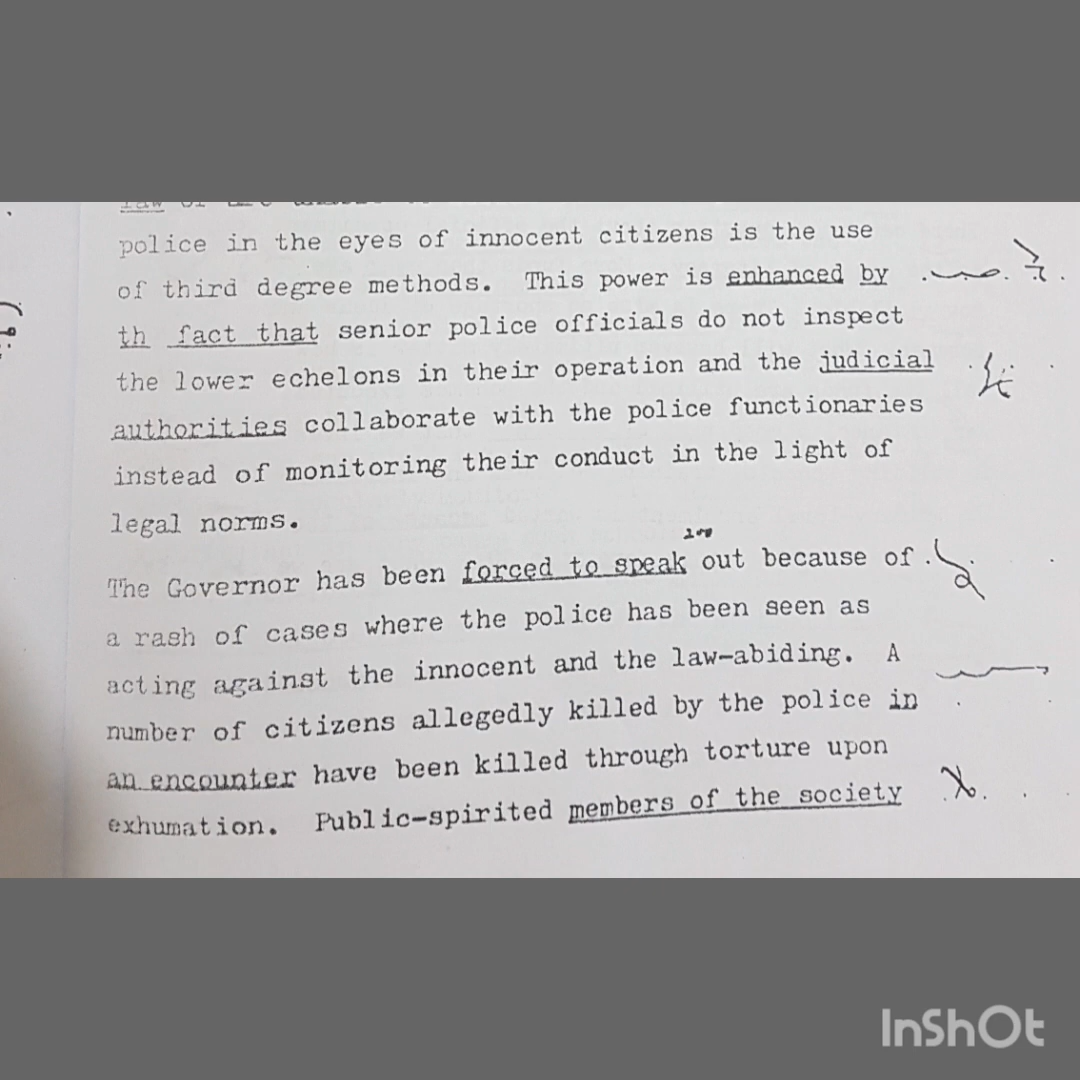 police in the eyes of innocent citizens is the use
of third degree methods. This power is enhanced by
th fact that senior police officials do not inspect
the lower echelons in their operation and the judicial
authorities collaborate with the police functionaries
instead of monitoring their conduct in the light of
legal norms.
200
The Governor has been forced to speak out because of
a rash of cases where the police has been seen as
acting against the innocent and the law-abiding. A
number of citizens allegedly killed by the police in
an encounter have been killed through torture upon
exhumation. Public-spirited members of the society
InShOt